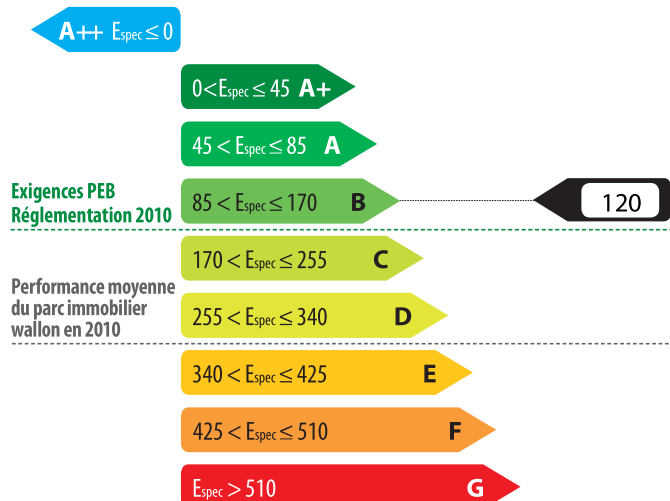 A++ Espec ≤ 0
0 < Espec ≤ 45 A+
45 < Espec ≤ 85 A
Exigences PEB
Réglementation 2010
85 < Espec ≤ 170 B
120
170 < Espec ≤ 255 C
Performance moyenne
du parc immobilier
wallon en 2010
255 < Espec ≤ 340 D
340 < Espec ≤ 425 E
425 < Espec ≤ 510 F
Espec > 510 G